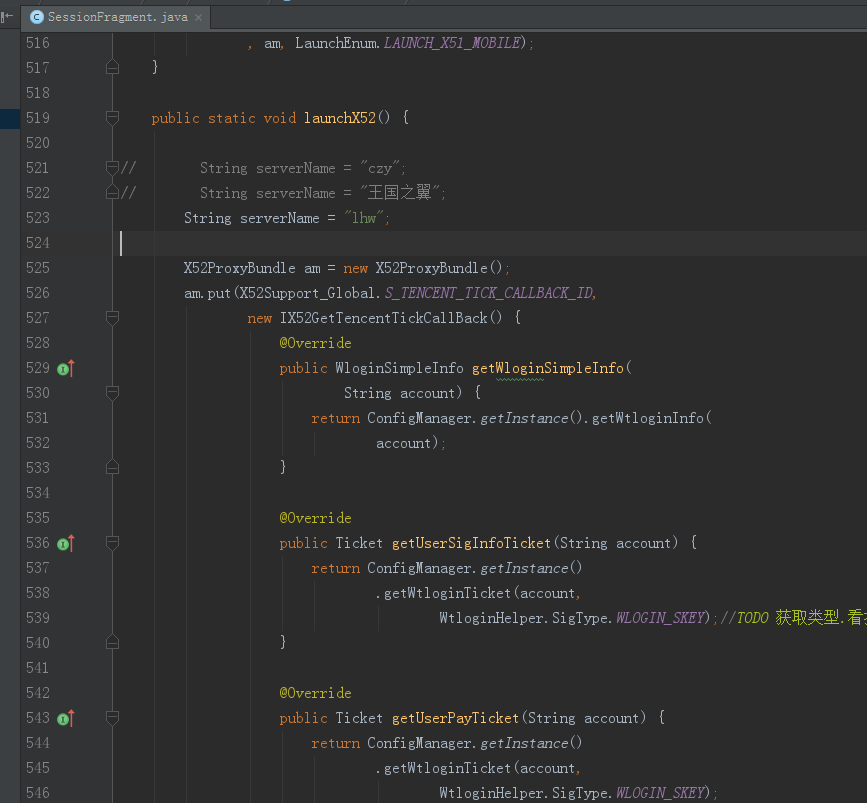 SessionFragment.java
516 , am, LaunchEnum.LAUNCH_X51_MOBILE);
517 }
518
519 public static void launchX52() {
520
521 // String serverName = "czy";
522 // String serverName = "王国之翼";
523 String serverName = "lhw";
524
525 X52ProxyBundle am = new X52ProxyBundle();
526 am.put(X52Support_Global.S_TENCENT_TICK_CALLBACK_ID,
527 new IX52GetTencentTickCallBack() {
528 @Override
529 public WloginSimpleInfo getWloginSimpleInfo(
530 String account) {
531 return ConfigManager.getInstance().getWtloginInfo(
532 account);
533 }
534
535 @Override
536 public Ticket getUserSigInfoTicket(String account) {
537 return ConfigManager.getInstance()
538 .getWtloginTicket(account,
539 WtloginHelper.SigType.WLOGIN_SKEY);//TODO 获取类型.看
540 }
541
542 @Override
543 public Ticket getUserPayTicket(String account) {
544 return ConfigManager.getInstance()
545 .getWtloginTicket(account,
546 WtloginHelper.SigType.WLOGIN_SKEY);